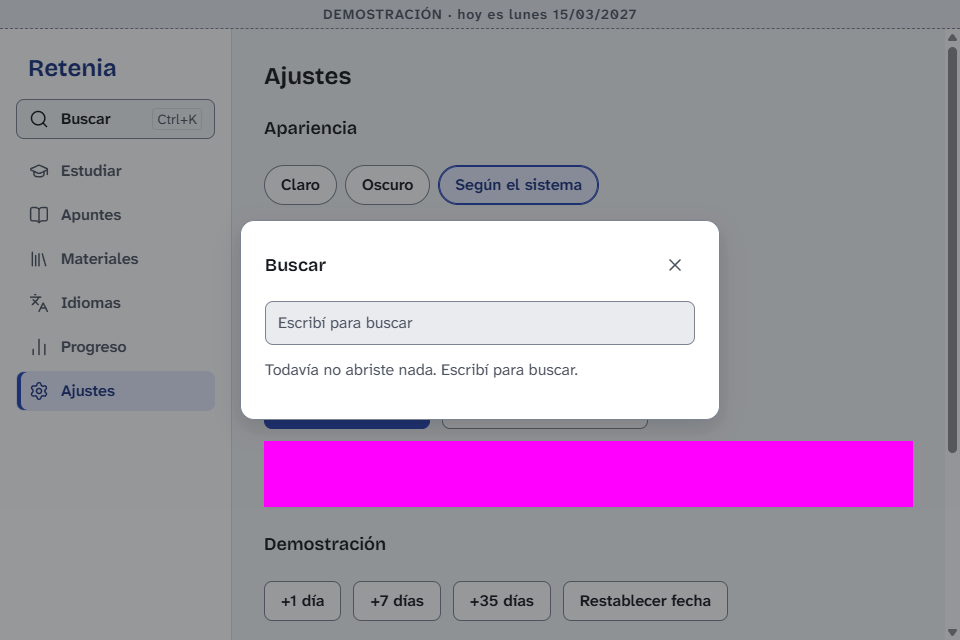 DEMOSTRACIÓN · hoy es lunes 15/03/2027
Retenia
Buscar Ctrl+K
Estudiar
Apuntes
Materiales
Idiomas
Progreso
Ajustes
Ajustes
Apariencia
Claro Oscuro Según el sistema
Buscar
Escribí para buscar
Todavía no abriste nada. Escribí para buscar.
Demostración
+1 día +7 días +35 días Restablecer fecha